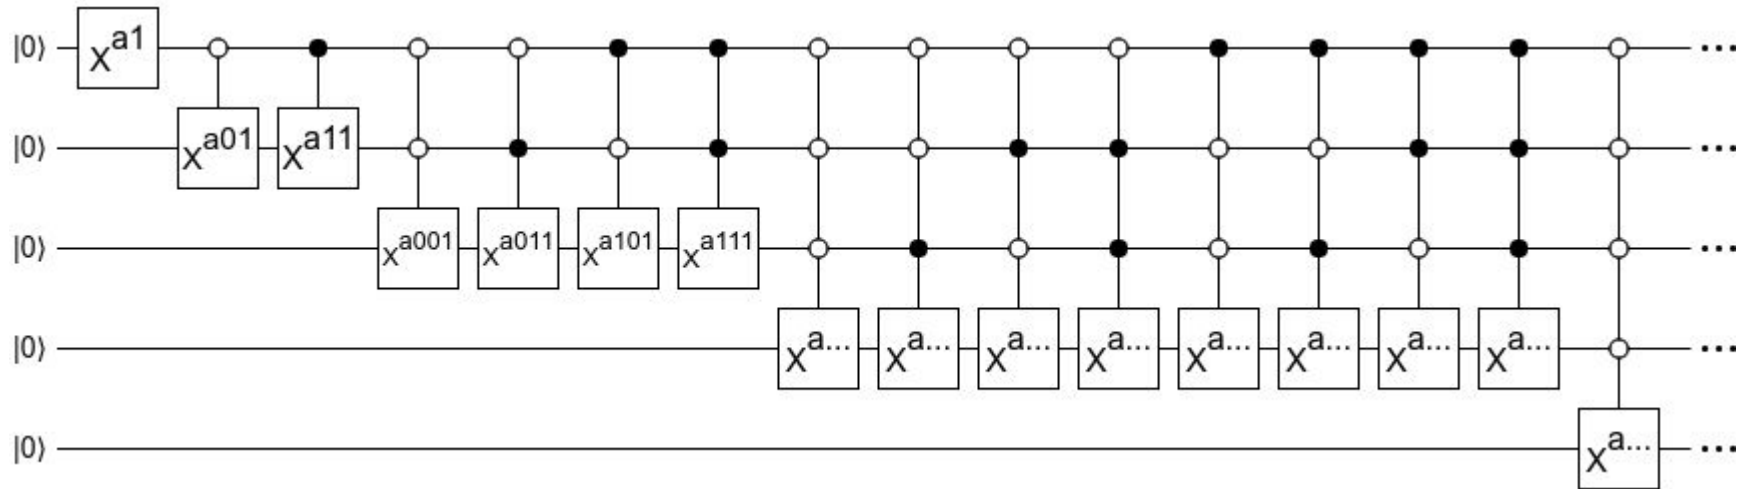 |0⟩ X^a1 ...
|0⟩ X^a01 X^a11 ...
|0⟩ X^a001 X^a011 X^a101 X^a111 ...
|0⟩ X^a... X^a... X^a... X^a... X^a... X^a... X^a... X^a... ...
|0⟩ X^a... ...